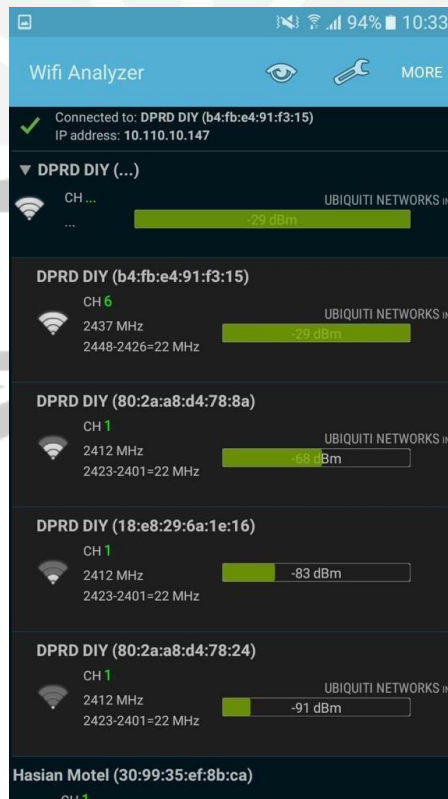 94% 10:33
Wifi Analyzer
MORE
Connected to: DPRD DIY (b4:fb:e4:91:f3:15)
IP address: 10.110.10.147
DPRD DIY (...)
CH ...
UBIQUITI NETWORKS IN
...
-29 dBm
DPRD DIY (b4:fb:e4:91:f3:15)
CH 6
UBIQUITI NETWORKS IN
2437 MHz
-29 dBm
2448-2426=22 MHz
DPRD DIY (80:2a:a8:d4:78:8a)
CH 1
UBIQUITI NETWORKS IN
2412 MHz
-68 dBm
2423-2401=22 MHz
DPRD DIY (18:e8:29:6a:1e:16)
CH 1
2412 MHz
-83 dBm
2423-2401=22 MHz
DPRD DIY (80:2a:a8:d4:78:24)
CH 1
UBIQUITI NETWORKS IN
2412 MHz
-91 dBm
2423-2401=22 MHz
Hasian Motel (30:99:35:ef:8b:ca)
CH 1